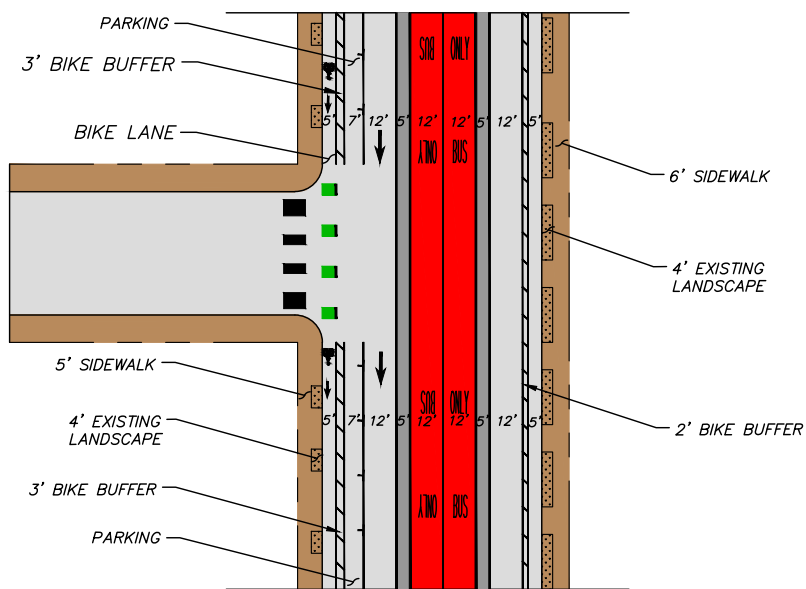 PARKING
3' BIKE BUFFER
BUS ONLY
5' 7' 12' 5' 12' 12' 5' 12' 5'
BIKE LANE
ONLY BUS
6' SIDEWALK
4' EXISTING
LANDSCAPE
5' SIDEWALK
BUS ONLY
4' EXISTING
LANDSCAPE
5' 7' 12' 5' 12' 12' 5' 12' 5'
2' BIKE BUFFER
3' BIKE BUFFER
ONLY BUS
PARKING